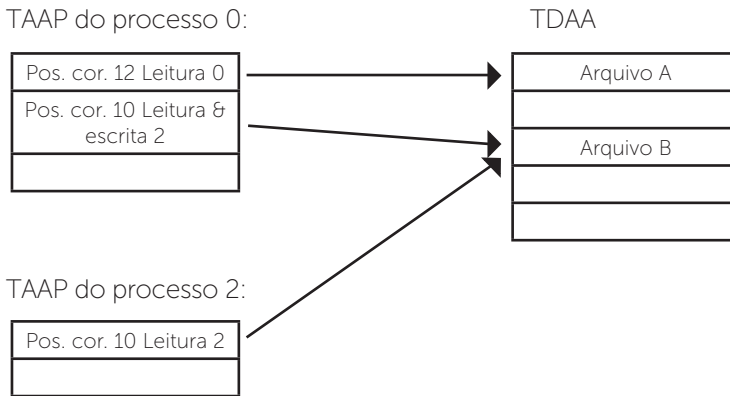 TAAP do processo 0:
TDAA
Pos. cor. 12 Leitura 0
Arquivo A
Pos. cor. 10 Leitura &
escrita 2
Arquivo B
TAAP do processo 2:
Pos. cor. 10 Leitura 2